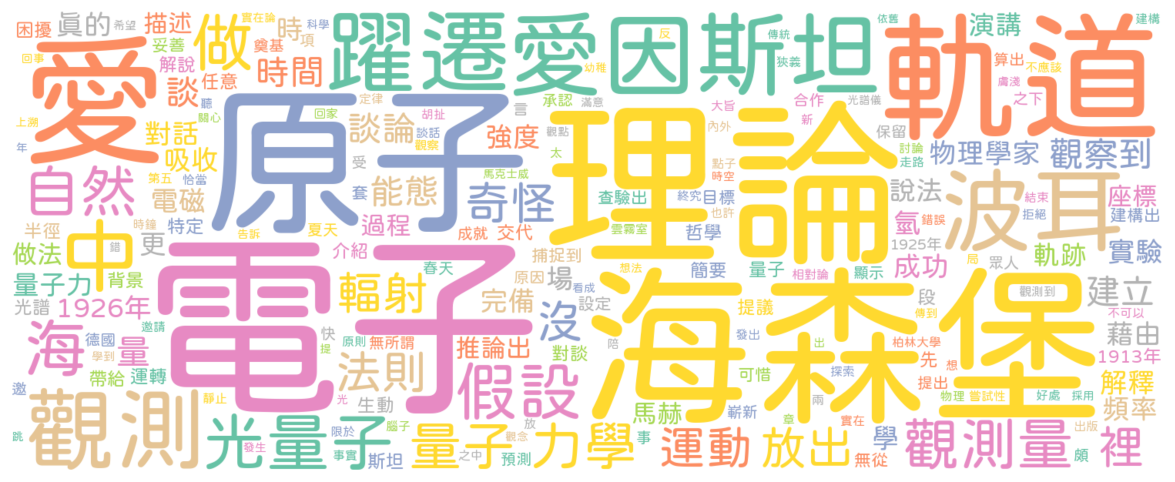 困擾 眞的 希望 描述 做 實在論 時 科學 項 躍遷 愛因斯坦 依舊 演講 軌道 建構
回事 愛 妥善 奠基 時間 幼稚 反 傳統 狹義 算出 不應該
解說 任意 談 膚淺 之下
上溯 聽 關心 回家 定律 胡扯 言 承認 滿意 大旨 合作 新 光譜儀
年 對話 原子 談論 談話 觀察 強度 觀點 太 理論 內外 保留 討論 走路 物理學家 觀察到
自然 吸收 第五 恰當 受 馬克士威 點子 時空 說法 波耳 座標
電磁 特定 套 能態 奇怪 查驗出 終究 目標 氫 錯誤 結束 拒絕 建構出
半徑 中 錯 更 時鐘 告訴 夏天 過程 成就 交代 雲霧室 也許 哲學 1925年 眾人 軌跡 實驗
做法 介紹 捕捉到 簡要 成功 局
量子力 背景 電子 春天 原因 場 看成 想法 量子 相對論 顯示 觀測到 建立
光譜 1926年 輻射 完備 設定 海森堡 提議 段 傳到 不可以
海 邀請 德國 量 快 提 原則 無所謂 沒 發出 柏林大學 藉由
學到 推論出 對談 陪 出 先 想 1913年
邀 帶給 運轉 靜止 光 法則 生動 假設 可惜 探索 提出 物理 嘗試性 好處 採用 解釋
觀測 腦子 限於 放 馬赫 嶄新 兩 章 實在 出版 頻率
跳 光量子 發生 事實 斯坦 量子 之中 觀念 預測 力學 事 運動 放出 學 無從 觀測量 頗 裡